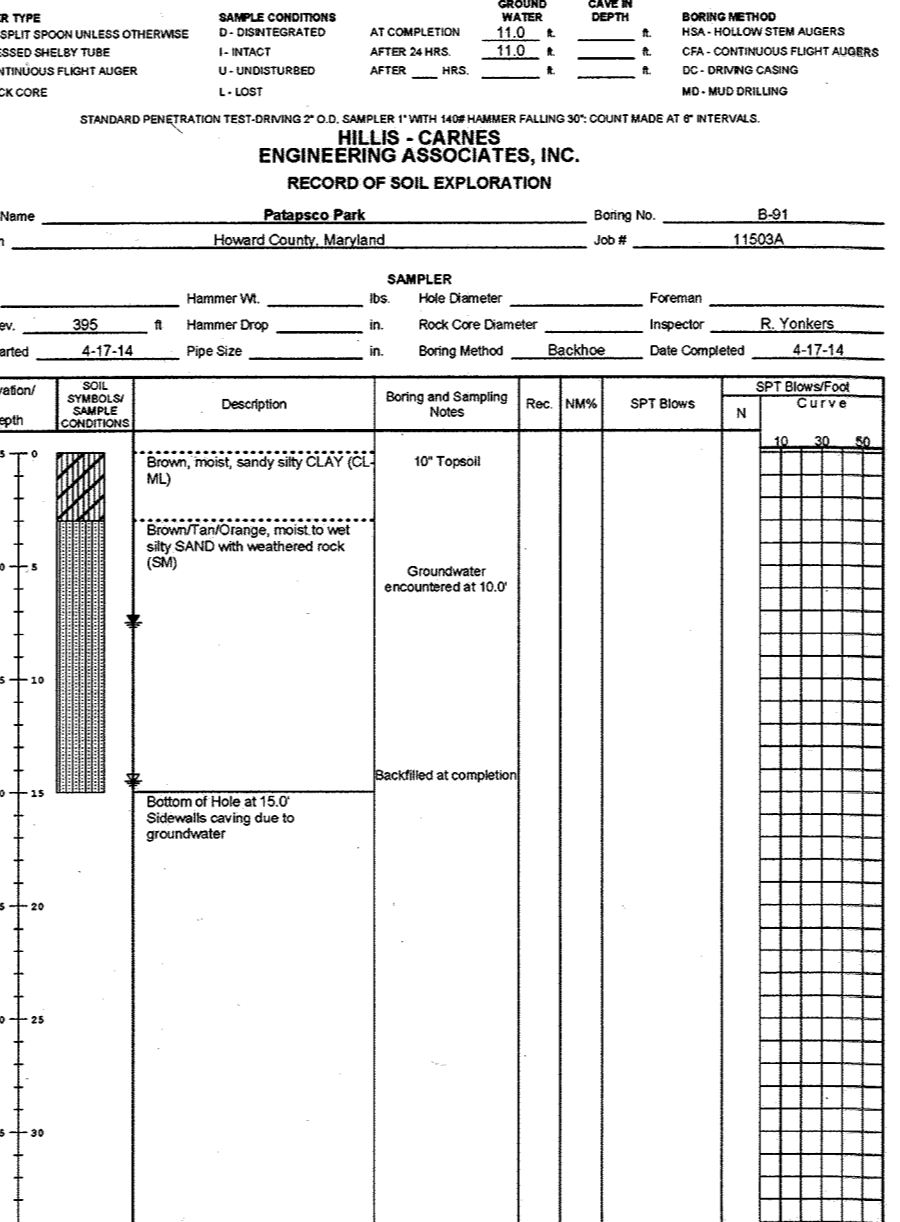 ER TYPE SAMPLE CONDITIONS GROUND WATER CAVE IN DEPTH BORING METHOD
SPLIT SPOON UNLESS OTHERWISE D - DISINTEGRATED AT COMPLETION 11.0 ft. ft. HSA - HOLLOW STEM AUGERS
ESSED SHELBY TUBE I - INTACT AFTER 24 HRS. 11.0 ft. ft. CFA - CONTINUOUS FLIGHT AUGERS
NTINUOUS FLIGHT AUGER U - UNDISTURBED AFTER ____ HRS. ft. ft. DC - DRIVING CASING
CK CORE L - LOST MD - MUD DRILLING
STANDARD PENETRATION TEST-DRIVING 2" O.D. SAMPLER 1" WITH 140# HAMMER FALLING 30": COUNT MADE AT 6" INTERVALS.
HILLIS - CARNES
ENGINEERING ASSOCIATES, INC.
RECORD OF SOIL EXPLORATION
Name Patapsco Park Boring No. B-91
n Howard County, Maryland Job # 11503A
SAMPLER
Hammer Wt. lbs. Hole Diameter Foreman
ev. 395 ft Hammer Drop in. Rock Core Diameter Inspector R. Yonkers
arted 4-17-14 Pipe Size in. Boring Method Backhoe Date Completed 4-17-14
vation/ epth SOIL SYMBOLS/ SAMPLE CONDITIONS Description Boring and Sampling Notes Rec. NM% SPT Blows SPT Blows/Foot
N Curve
10 30 50
5 0 Brown, moist, sandy silty CLAY (CL- 10" Topsoil
ML)
Brown/Tan/Orange, moist to wet
silty SAND with weathered rock
(SM)
0 5 Groundwater
encountered at 10.0'
5 10
Backfilled at completion
0 15
Bottom of Hole at 15.0'
Sidewalls caving due to
groundwater
5 20
0 25
5 30